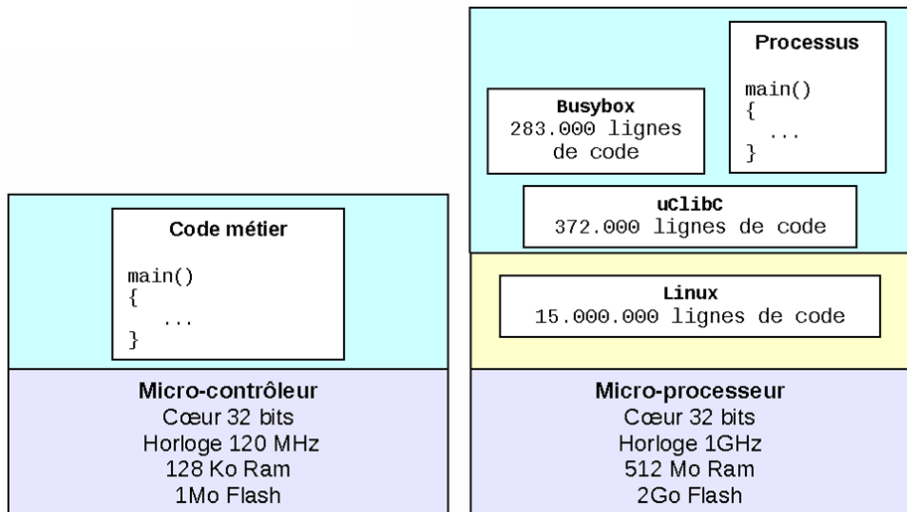 Code métier
main()
{
...
}
Micro-contrôleur
Cœur 32 bits
Horloge 120 MHz
128 Ko Ram
1Mo Flash
Processus
main()
{
...
}
Busybox
283.000 lignes
de code
uClibC
372.000 lignes de code
Linux
15.000.000 lignes de code
Micro-processeur
Cœur 32 bits
Horloge 1GHz
512 Mo Ram
2Go Flash